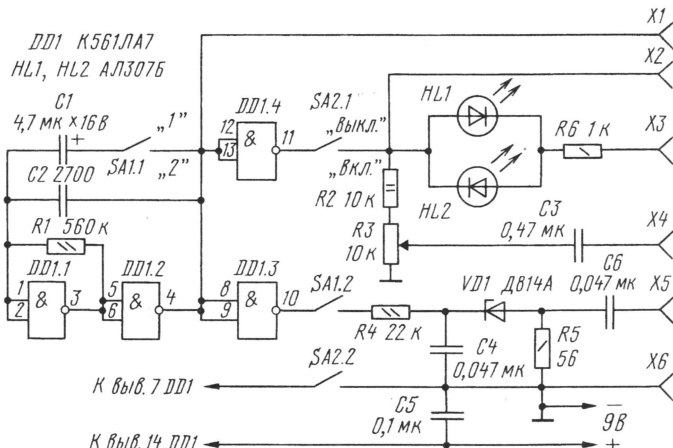 X1
DD1 К561ЛА7
X2
HL1, HL2 АЛ307Б
HL1
DD1.4
SA2.1
C1
4,7 мк × 16 В
+
„1"
12
13
&
11
„Выкл."
R6 1 к
X3
SA1.1
„2"
„Вкл."
C2 2700
R2 10 к
HL2
C3
0,47 мк
X4
R1 560 к
R3
10 к
C6
0,047 мк
DD1.1
DD1.2
DD1.3
SA1.2
VD1 Д814А
X5
1
2
&
3
5
6
&
4
8
9
&
10
R4 22 к
R5
56
C4
0,047 мк
SA2.2
X6
К выв. 7 DD1
C5
0,1 мк
–
9В
+
К выв. 14 DD1